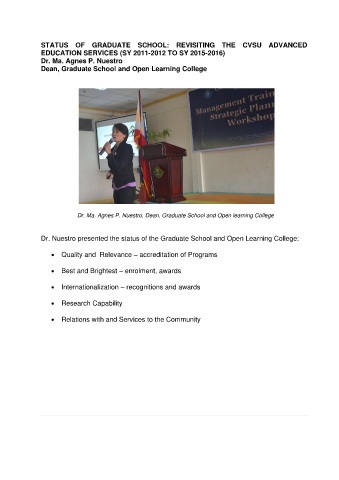 STATUS OF GRADUATE SCHOOL: REVISITING THE CVSU ADVANCED
EDUCATION SERVICES (SY 2011-2012 TO SY 2015-2016)
Dr. Ma. Agnes P. Nuestro
Dean, Graduate School and Open Learning College
Management Train
Strategic Plan
Workshop
Dr. Ma. Agnes P. Nuestro, Dean, Graduate School and Open learning College
Dr. Nuestro presented the status of the Graduate School and Open Learning College:
• Quality and Relevance – accreditation of Programs
• Best and Brightest – enrolment, awards
• Internationalization – recognitions and awards
• Research Capability
• Relations with and Services to the Community